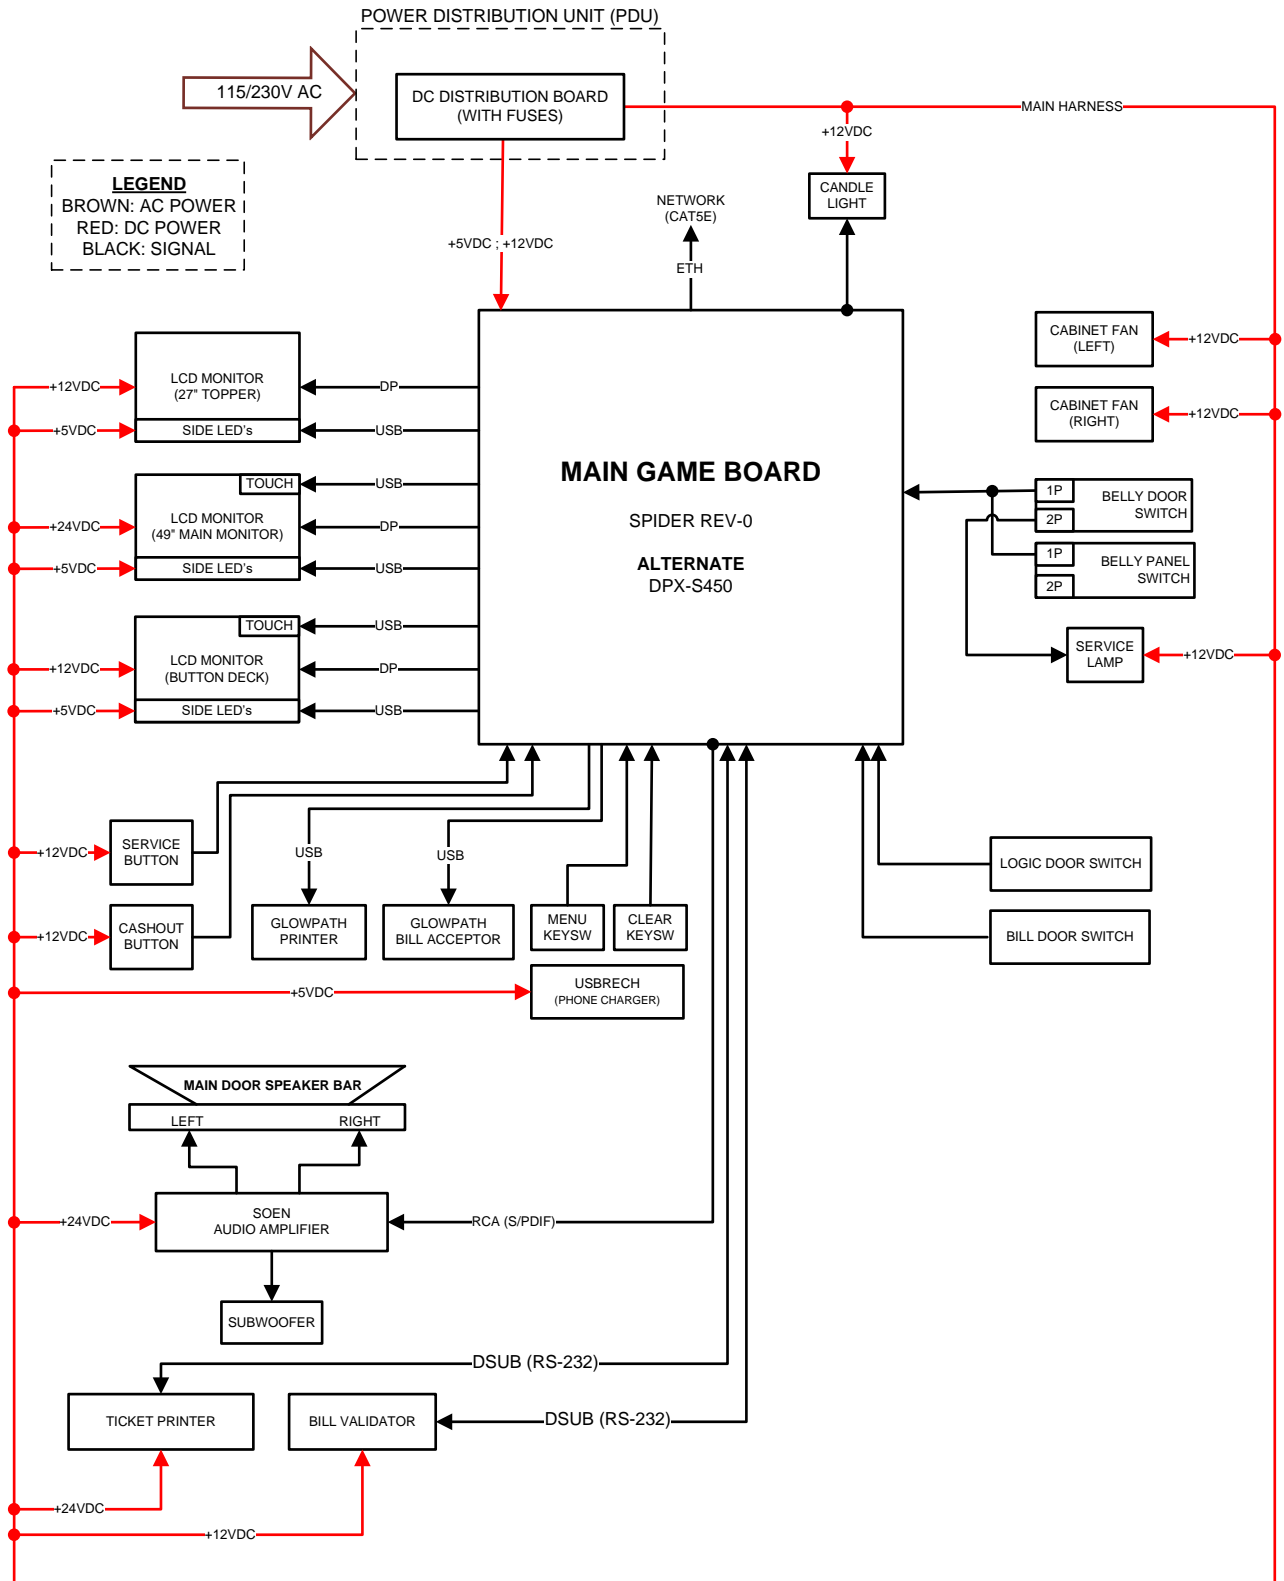 POWER DISTRIBUTION UNIT (PDU)
115/230V AC
DC DISTRIBUTION BOARD
(WITH FUSES)
MAIN HARNESS
+12VDC
CANDLE
LIGHT
LEGEND
BROWN: AC POWER
RED: DC POWER
BLACK: SIGNAL
NETWORK
(CAT5E)
+5VDC ; +12VDC
ETH
LCD MONITOR
(27" TOPPER)
+12VDC
DP
SIDE LED's
+5VDC
USB
TOUCH
USB
LCD MONITOR
(49" MAIN MONITOR)
+24VDC
DP
SIDE LED's
+5VDC
USB
TOUCH
USB
LCD MONITOR
(BUTTON DECK)
+12VDC
DP
SIDE LED's
+5VDC
USB
MAIN GAME BOARD
SPIDER REV-0
ALTERNATE
DPX-S450
CABINET FAN
(LEFT)
+12VDC
CABINET FAN
(RIGHT)
+12VDC
1P
2P
BELLY DOOR
SWITCH
1P
2P
BELLY PANEL
SWITCH
SERVICE
LAMP
+12VDC
+12VDC
SERVICE
BUTTON
USB
USB
+12VDC
CASHOUT
BUTTON
GLOWPATH
PRINTER
GLOWPATH
BILL ACCEPTOR
MENU
KEYSW
CLEAR
KEYSW
LOGIC DOOR SWITCH
BILL DOOR SWITCH
+5VDC
USBRECH
(PHONE CHARGER)
MAIN DOOR SPEAKER BAR
LEFT
RIGHT
+24VDC
SOEN
AUDIO AMPLIFIER
RCA (S/PDIF)
SUBWOOFER
DSUB (RS-232)
TICKET PRINTER
BILL VALIDATOR
DSUB (RS-232)
+24VDC
+12VDC